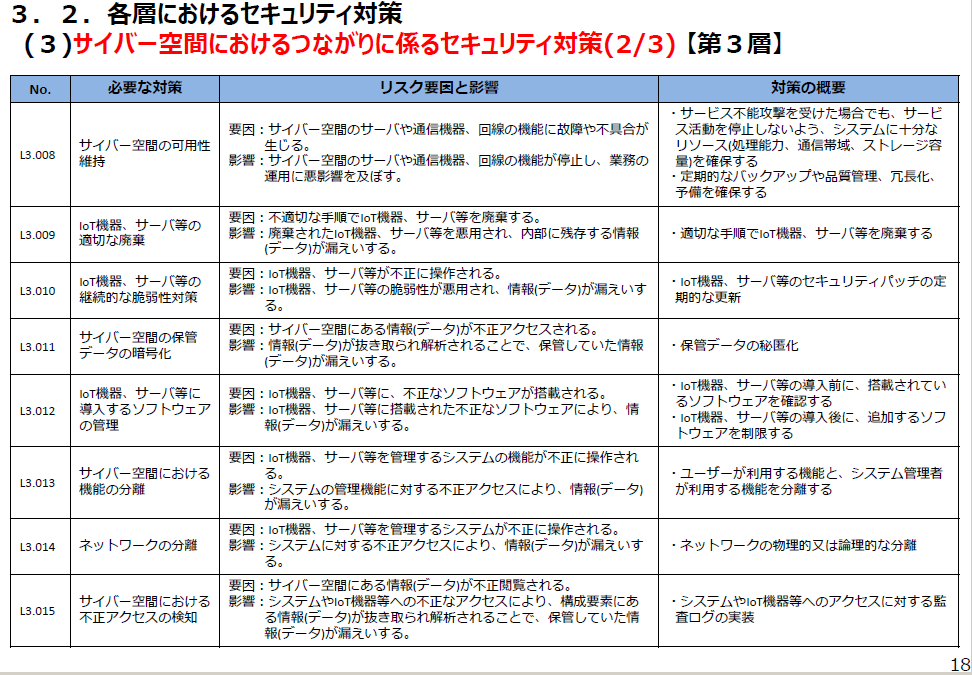 ３．２．各層におけるセキュリティ対策
(３)サイバー空間におけるつながりに係るセキュリティ対策(2/3)【第３層】
No. 必要な対策 リスク要因と影響 対策の概要
L3.008
サイバー空間の可用性
維持
要因：サイバー空間のサーバや通信機器、回線の機能に故障や不具合が
生じる。
影響：サイバー空間のサーバや通信機器、回線の機能が停止し、業務の
運用に悪影響を及ぼす。
・サービス不能攻撃を受けた場合でも、サービ
ス活動を停止しないよう、システムに十分な
リソース(処理能力、通信帯域、ストレージ容
量)を確保する
・定期的なバックアップや品質管理、冗長化、
予備を確保する
L3.009
IoT機器、サーバ等の
適切な廃棄
要因：不適切な手順でIoT機器、サーバ等を廃棄する。
影響：廃棄されたIoT機器、サーバ等を悪用され、内部に残存する情報
(データ)が漏えいする。
・適切な手順でIoT機器、サーバ等を廃棄する
L3.010
IoT機器、サーバ等の
継続的な脆弱性対策
要因：IoT機器、サーバ等が不正に操作される。
影響：IoT機器、サーバ等の脆弱性が悪用され、情報(データ)が漏えいす
る。
・IoT機器、サーバ等のセキュリティパッチの定
期的な更新
L3.011
サイバー空間の保管
データの暗号化
要因：サイバー空間にある情報(データ)が不正アクセスされる。
影響：情報(データ)が抜き取られ解析されることで、保管していた情報
(データ)が漏えいする。
・保管データの秘匿化
L3.012
IoT機器、サーバ等に
導入するソフトウェア
の管理
要因：IoT機器、サーバ等に、不正なソフトウェアが搭載される。
影響：IoT機器、サーバ等に搭載された不正なソフトウェアにより、情
報(データ)が漏えいする。
・IoT機器、サーバ等の導入前に、搭載されてい
るソフトウェアを確認する
・IoT機器、サーバ等の導入後に、追加するソフ
トウェアを制限する
L3.013
サイバー空間における
機能の分離
要因：IoT機器、サーバ等を管理するシステムの機能が不正に操作され
る。
影響：システムの管理機能に対する不正アクセスにより、情報(データ)
が漏えいする。
・ユーザーが利用する機能と、システム管理者
が利用する機能を分離する
L3.014
ネットワークの分離
要因：IoT機器、サーバ等を管理するシステムが不正に操作される。
影響：システムに対する不正アクセスにより、情報(データ)が漏えいす
る。
・ネットワークの物理的又は論理的な分離
L3.015
サイバー空間における
不正アクセスの検知
要因：サイバー空間にある情報(データ)が不正閲覧される。
影響：システムやIoT機器等への不正なアクセスにより、構成要素にあ
る情報(データ)が抜き取られ解析されることで、保管していた情
報(データ)が漏えいする。
・システムやIoT機器等へのアクセスに対する監
査ログの実装
18